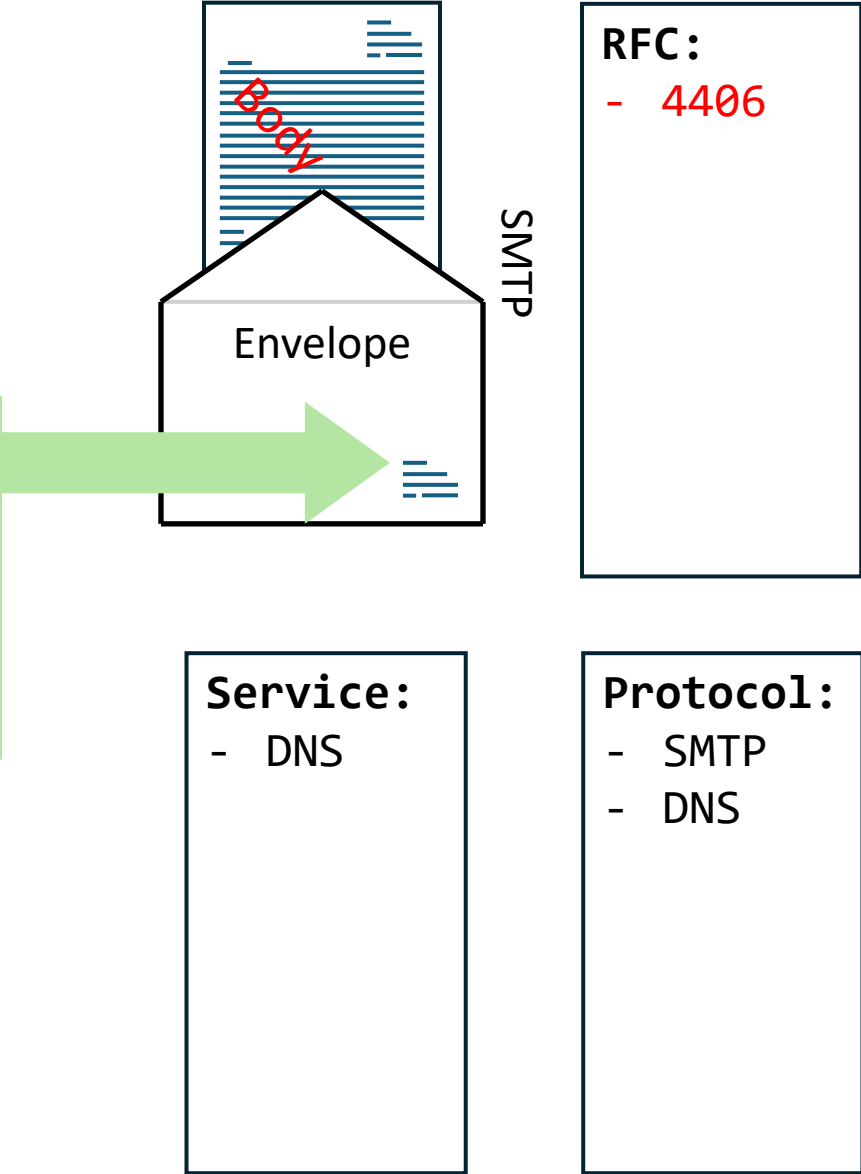 Body
SMTP
Envelope
RFC:
- 4406
Service:
- DNS
Protocol:
- SMTP
- DNS